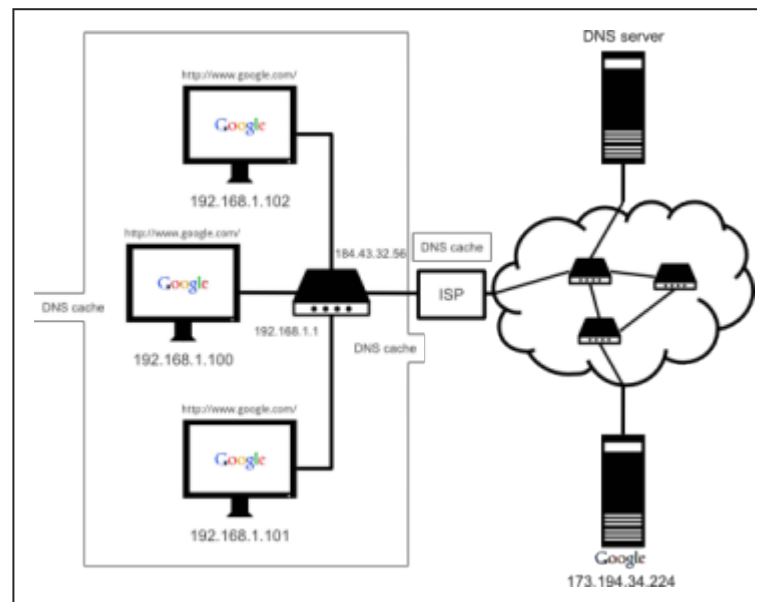 DNS server
http://www.google.com/
Google
192.168.1.102
184.43.32.56
DNS cache
http://www.google.com/
Google
ISP
DNS cache
192.168.1.1
DNS cache
192.168.1.100
http://www.google.com/
Google
192.168.1.101
Google
173.194.34.224